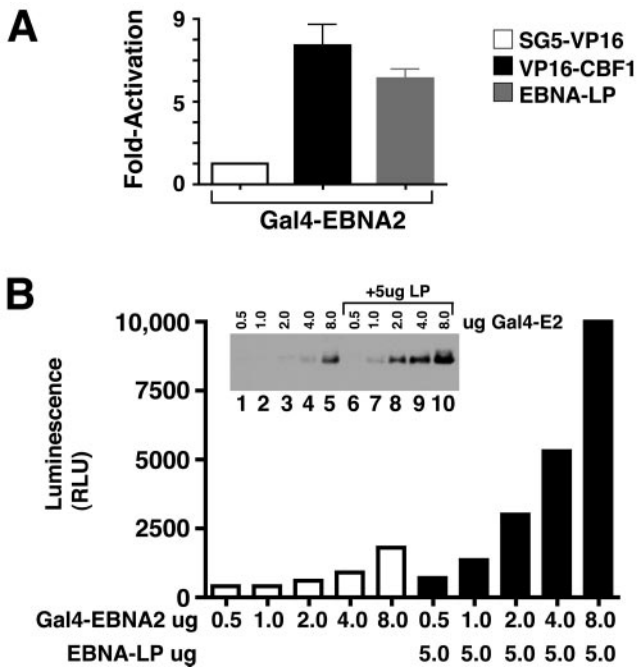 A
9
5
0
Fold-Activation
SG5-VP16
VP16-CBF1
EBNA-LP
Gal4-EBNA2
B
+5ug LP
0.5 1.0 2.0 4.0 8.0 0.5 1.0 2.0 4.0 8.0 ug Gal4-E2
1 2 3 4 5 6 7 8 9 10
10,000
7500
5000
2500
0
Luminescence
(RLU)
Gal4-EBNA2 ug 0.5 1.0 2.0 4.0 8.0 0.5 1.0 2.0 4.0 8.0
EBNA-LP ug 5.0 5.0 5.0 5.0 5.0